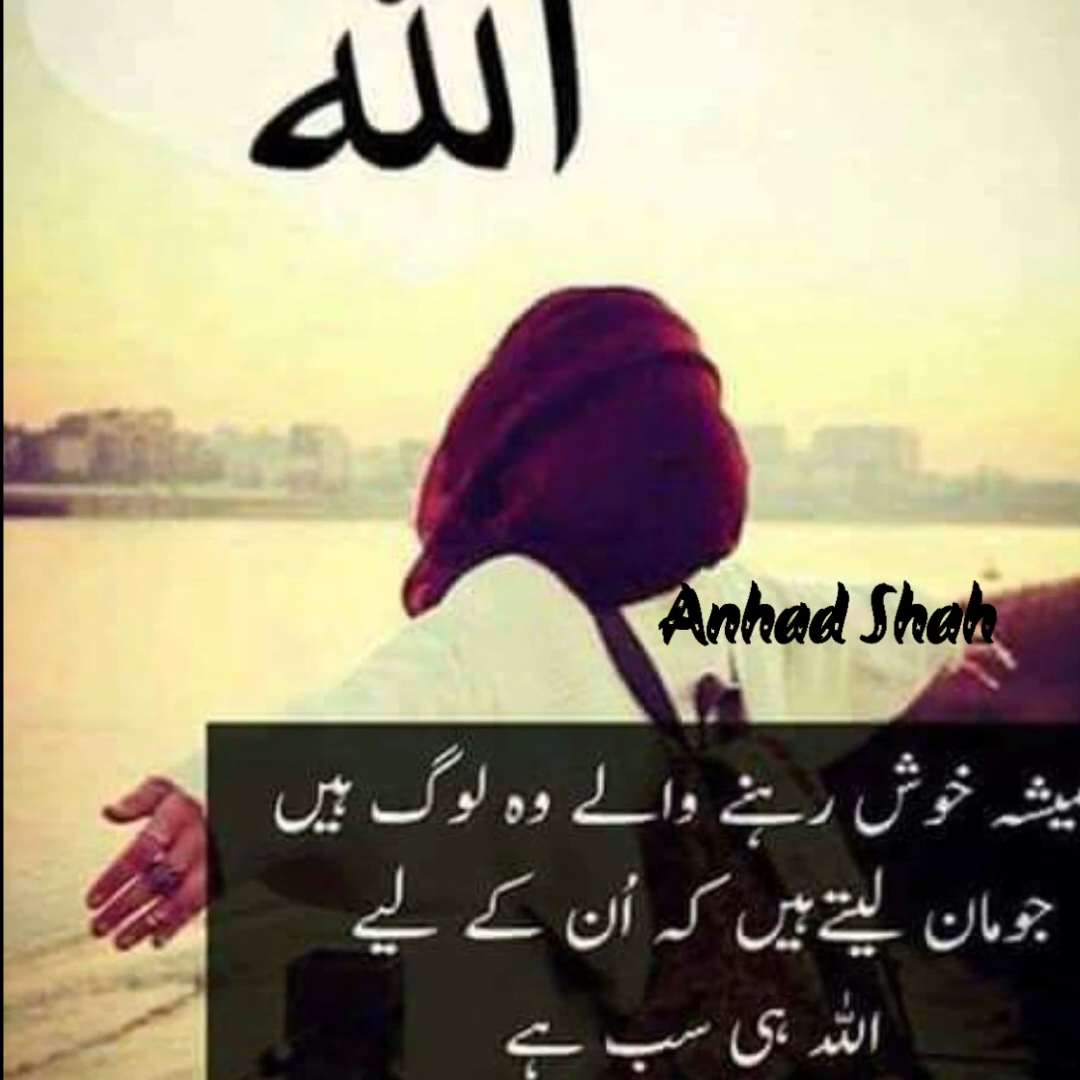 الله
Anhad Shah
میشہ خوش رہنے والے وہ لوگ ہیں
جو مان لیتے ہیں کہ اُن کے لیے
اللہ ہی سب ہے